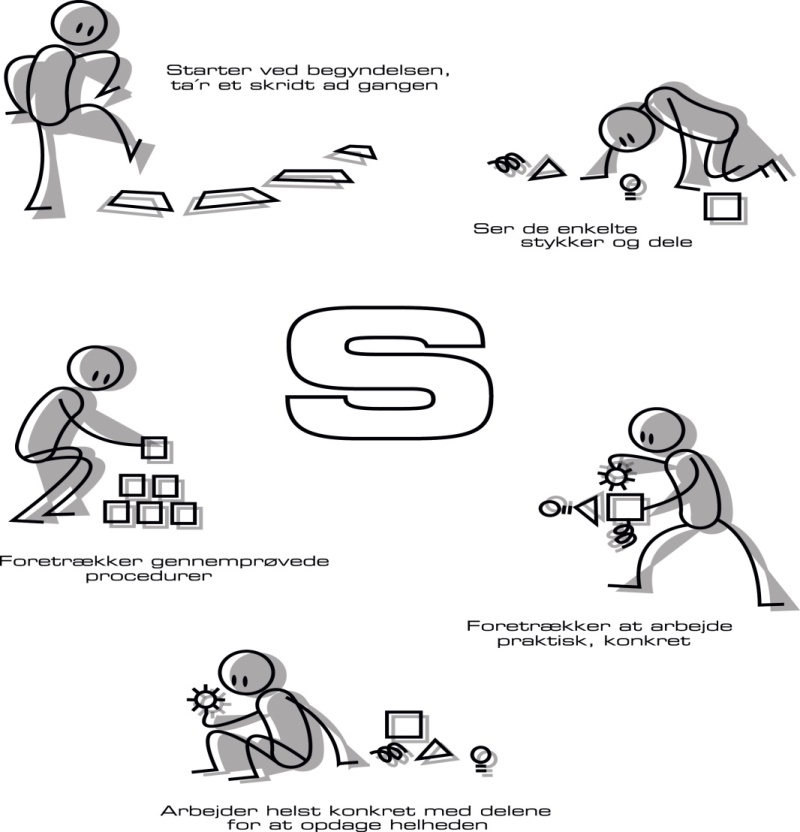 Starter ved begyndelsen,
ta'r et skridt ad gangen
Ser de enkelte
stykker og dele
S
Foretrækker gennemprøvede
procedurer
Foretrækker at arbejde
praktisk, konkret
Arbejder helst konkret med delene
for at opdage helheden